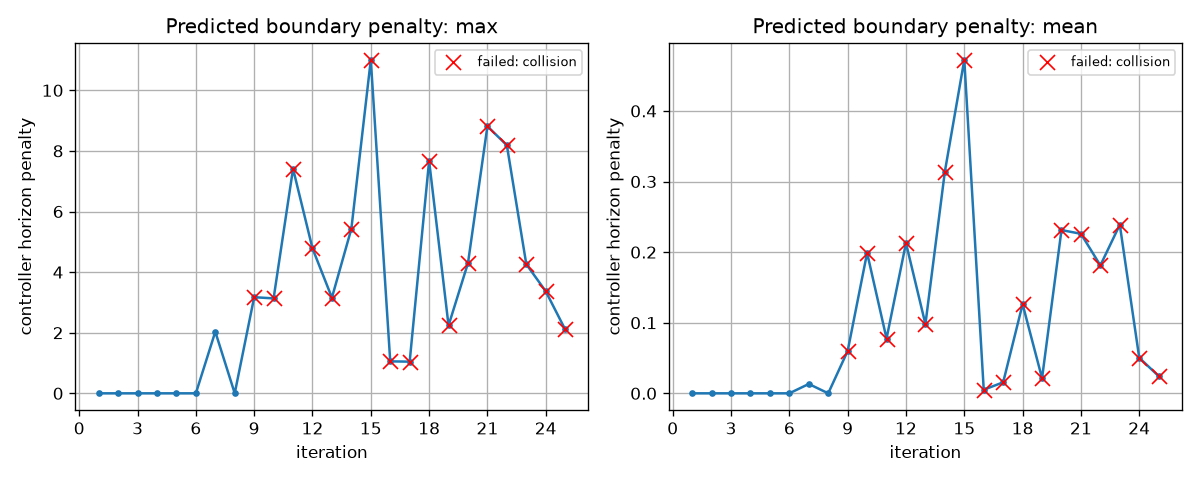 Predicted boundary penalty: max
controller horizon penalty
10
8
6
4
2
0
failed: collision
0 3 6 9 12 15 18 21 24
iteration
Predicted boundary penalty: mean
controller horizon penalty
0.4
0.3
0.2
0.1
0.0
failed: collision
0 3 6 9 12 15 18 21 24
iteration